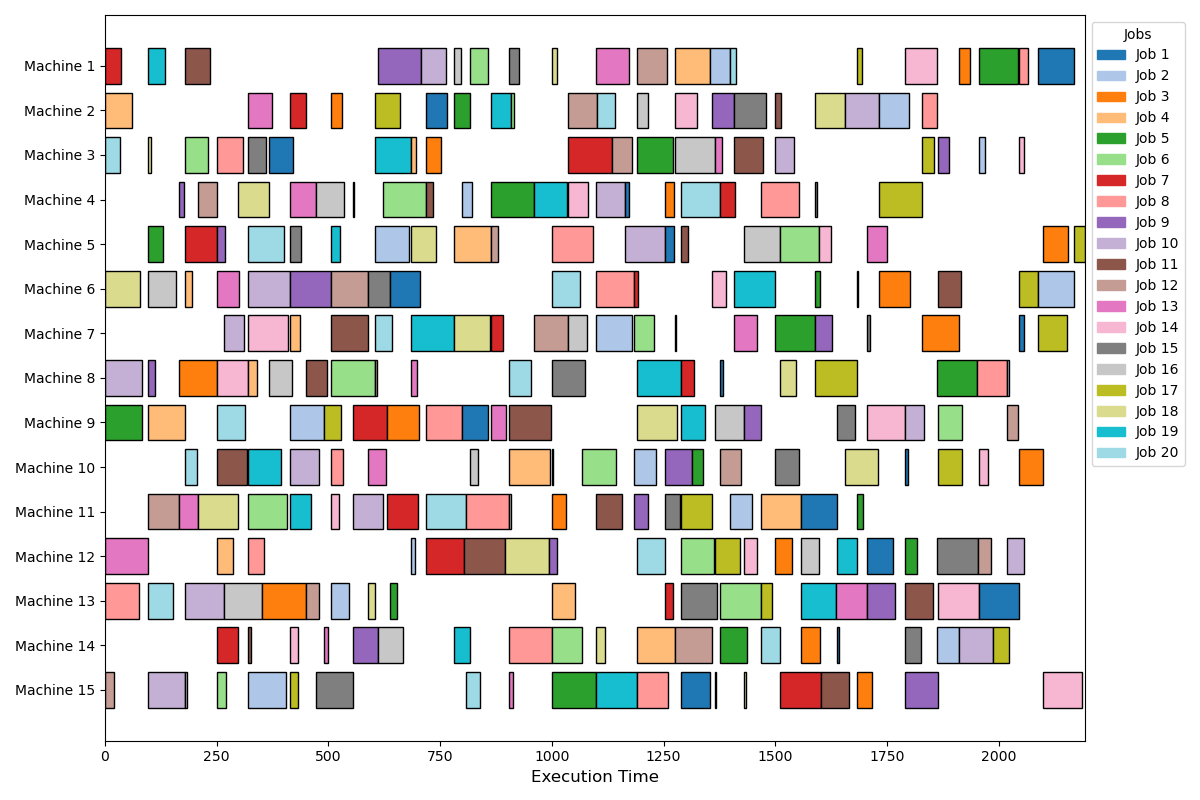 Machine 1
Machine 2
Machine 3
Machine 4
Machine 5
Machine 6
Machine 7
Machine 8
Machine 9
Machine 10
Machine 11
Machine 12
Machine 13
Machine 14
Machine 15
0 250 500 750 1000 1250 1500 1750 2000
Execution Time
Jobs
Job 1
Job 2
Job 3
Job 4
Job 5
Job 6
Job 7
Job 8
Job 9
Job 10
Job 11
Job 12
Job 13
Job 14
Job 15
Job 16
Job 17
Job 18
Job 19
Job 20